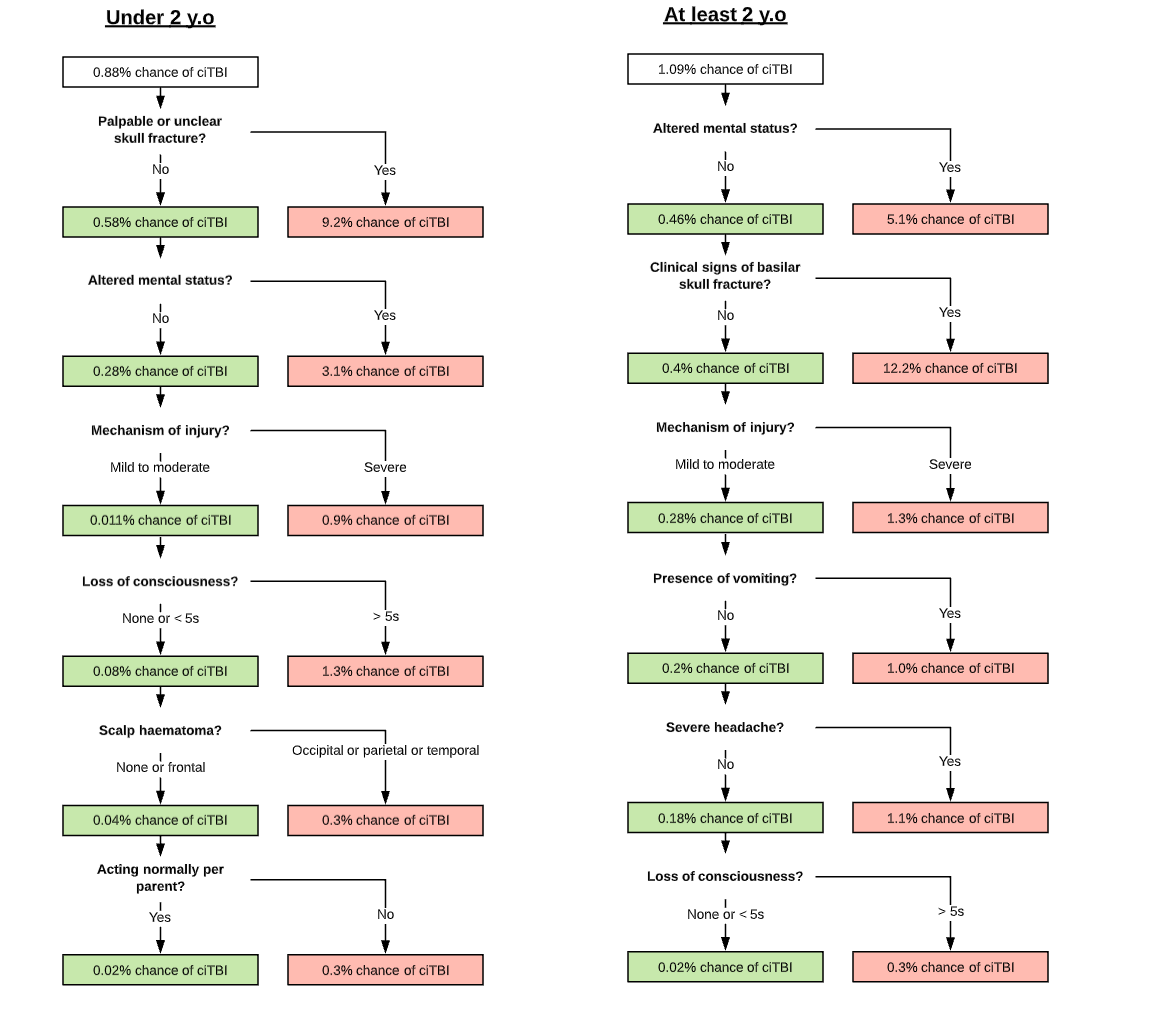 Under 2 y.o
0.88% chance of ciTBI
Palpable or unclear
skull fracture?
No
Yes
0.58% chance of ciTBI
9.2% chance of ciTBI
Altered mental status?
No
Yes
0.28% chance of ciTBI
3.1% chance of ciTBI
Mechanism of injury?
Mild to moderate
Severe
0.011% chance of ciTBI
0.9% chance of ciTBI
Loss of consciousness?
None or < 5s
> 5s
0.08% chance of ciTBI
1.3% chance of ciTBI
Scalp haematoma?
Occipital or parietal or temporal
None or frontal
0.04% chance of ciTBI
0.3% chance of ciTBI
Acting normally per
parent?
Yes
No
0.02% chance of ciTBI
0.3% chance of ciTBI
At least 2 y.o
1.09% chance of ciTBI
Altered mental status?
No
Yes
0.46% chance of ciTBI
5.1% chance of ciTBI
Clinical signs of basilar
skull fracture?
No
Yes
0.4% chance of ciTBI
12.2% chance of ciTBI
Mechanism of injury?
Mild to moderate
Severe
0.28% chance of ciTBI
1.3% chance of ciTBI
Presence of vomiting?
No
Yes
0.2% chance of ciTBI
1.0% chance of ciTBI
Severe headache?
No
Yes
0.18% chance of ciTBI
1.1% chance of ciTBI
Loss of consciousness?
None or < 5s
> 5s
0.02% chance of ciTBI
0.3% chance of ciTBI